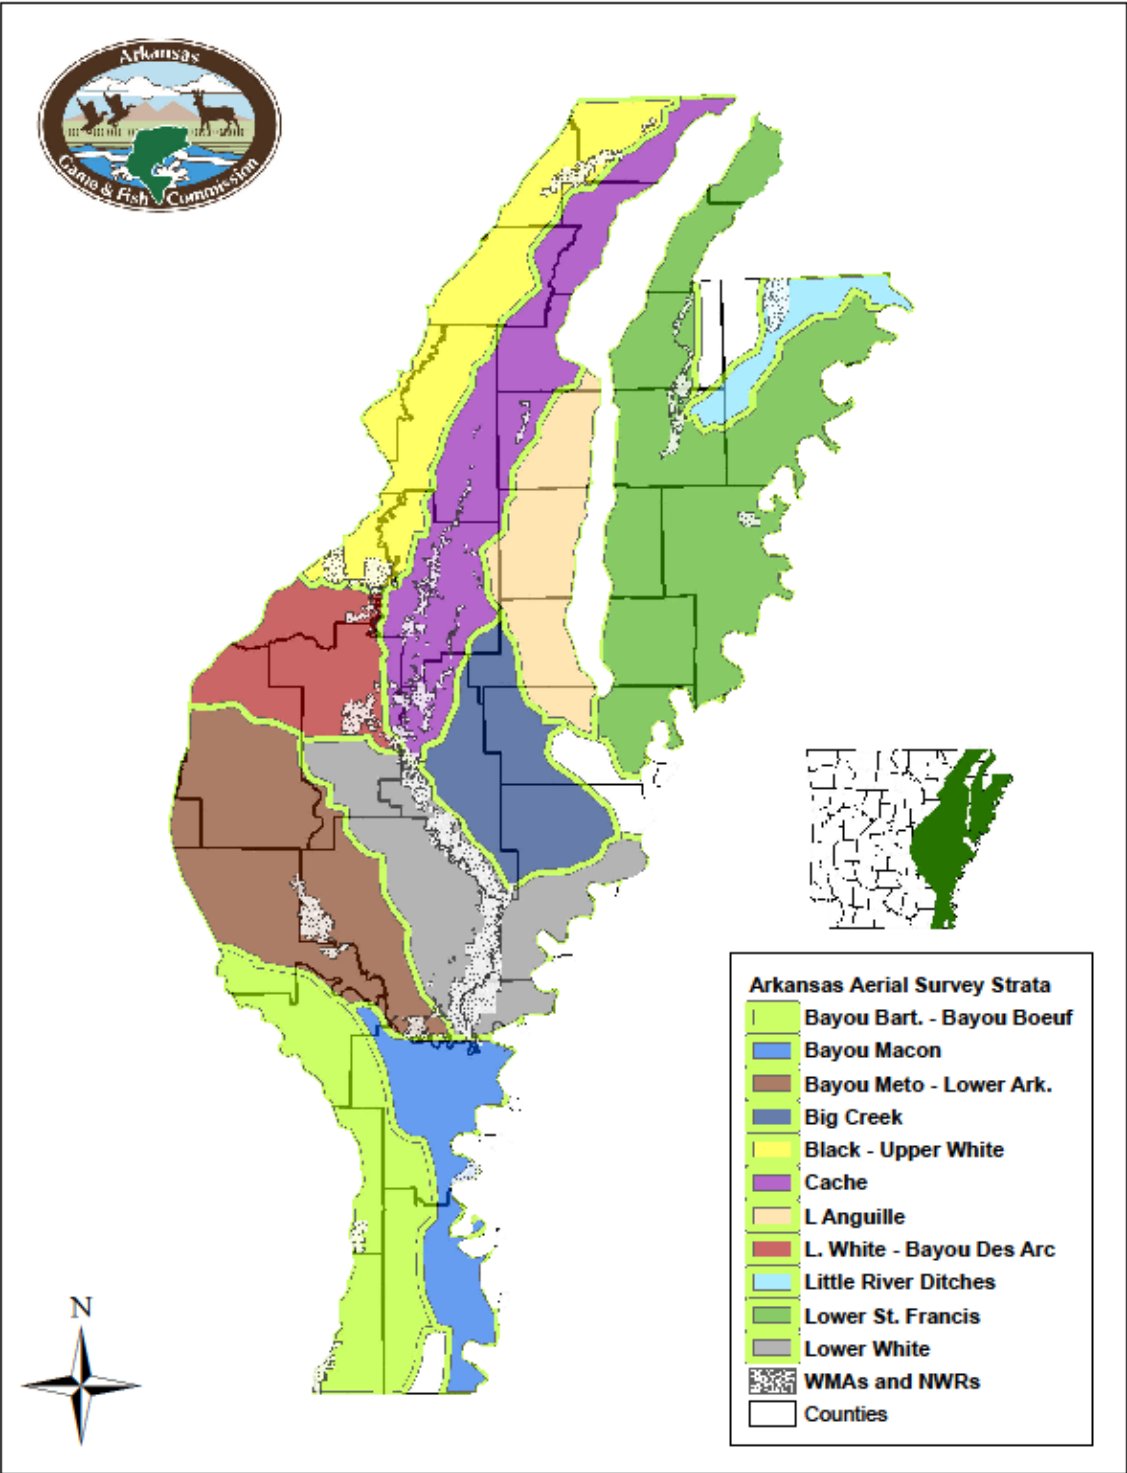 Arkansas
Game & Fish Commission
N
Arkansas Aerial Survey Strata
Bayou Bart. - Bayou Boeuf
Bayou Macon
Bayou Meto - Lower Ark.
Big Creek
Black - Upper White
Cache
L Anguille
L. White - Bayou Des Arc
Little River Ditches
Lower St. Francis
Lower White
WMAs and NWRs
Counties